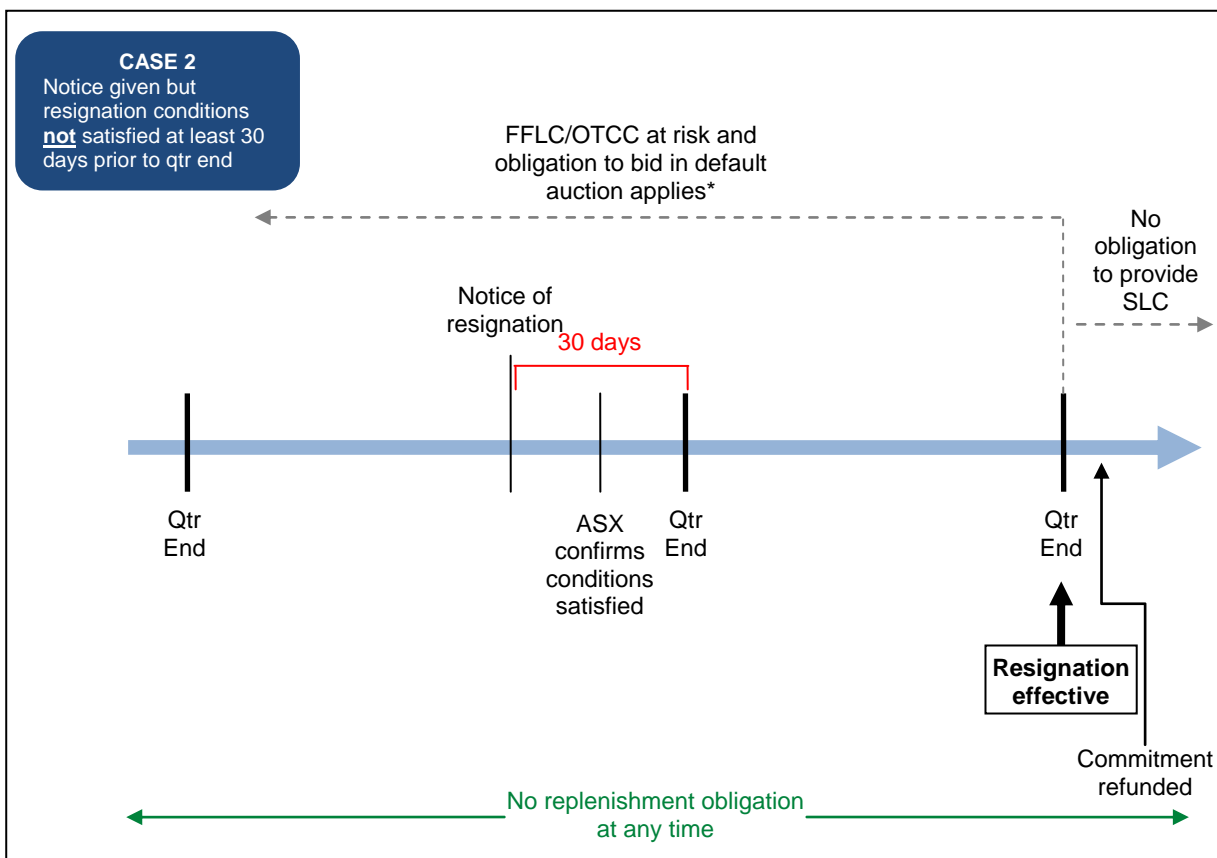 CASE 2
Notice given but
resignation conditions
not satisfied at least 30
days prior to qtr end
FFLC/OTCC at risk and
obligation to bid in default
auction applies*
No
obligation
to provide
SLC
Notice of
resignation
30 days
Qtr
End
ASX
confirms
conditions
satisfied
Qtr
End
Qtr
End
Resignation
effective
Commitment
refunded
No replenishment obligation
at any time